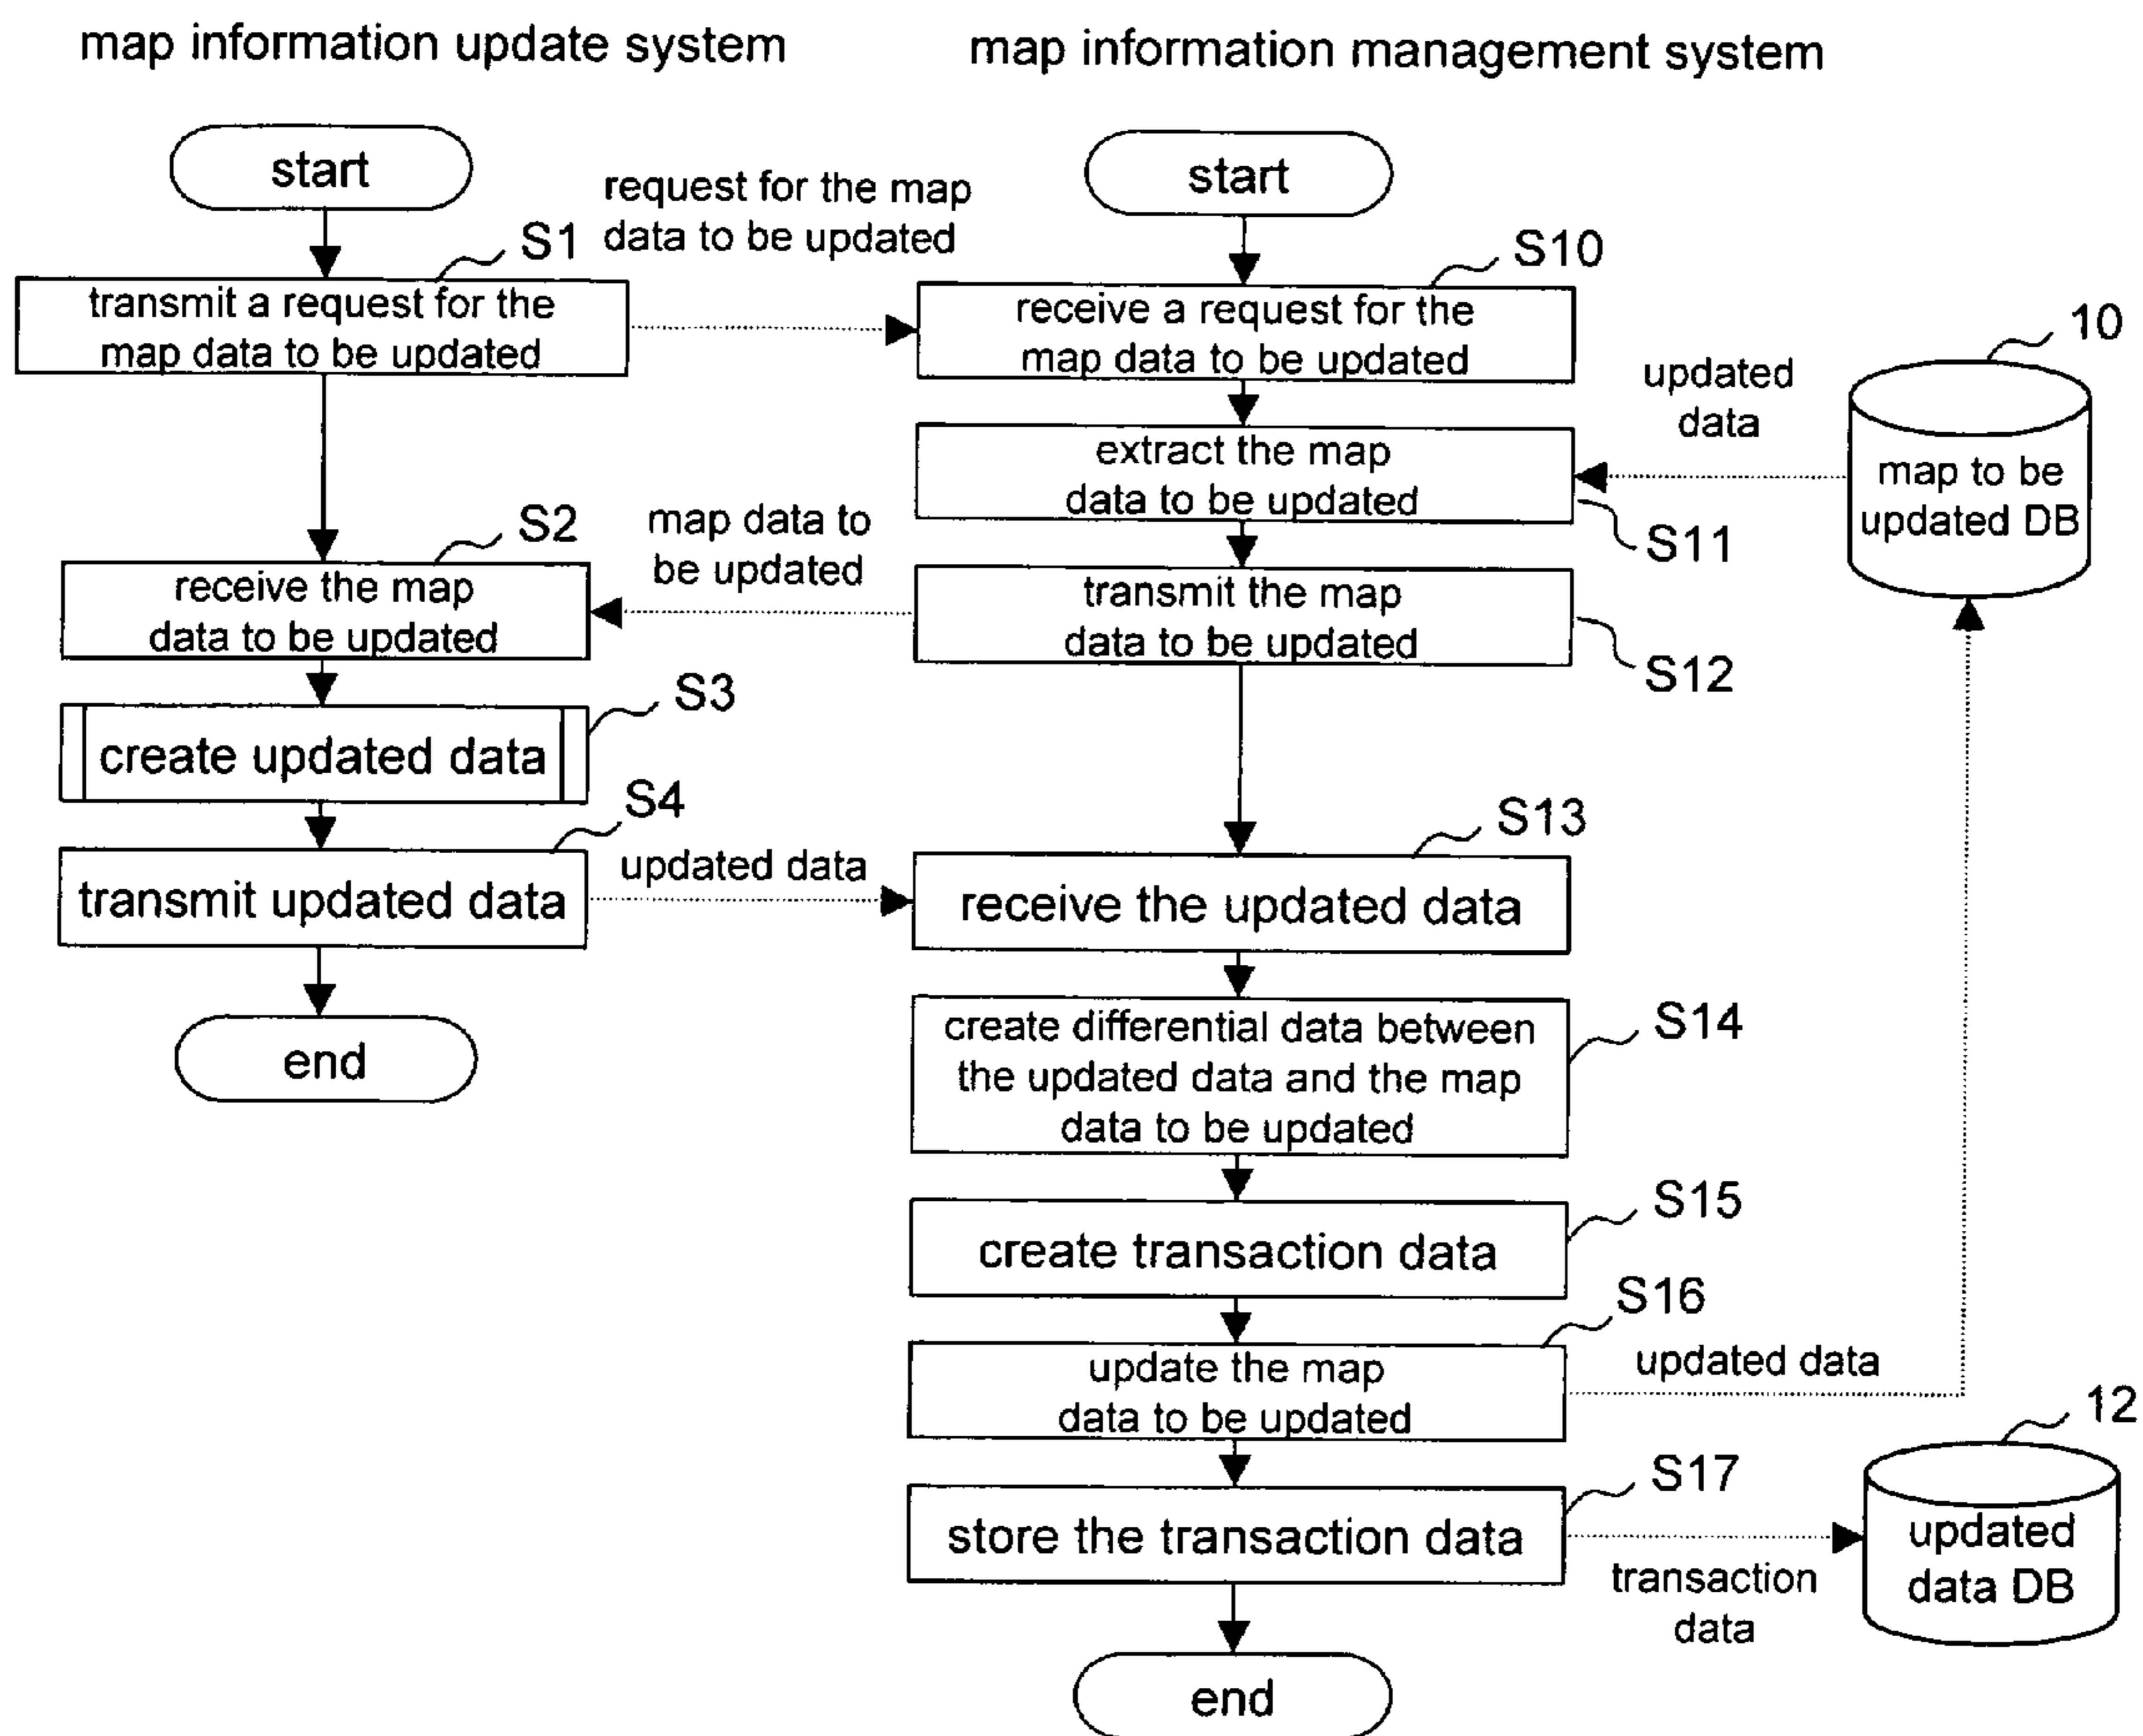 map information update system
map information management system
start
start
request for the map
data to be updated
S1
S10
transmit a request for the
map data to be updated
receive a request for the
map data to be updated
10
updated
data
map to be
updated DB
extract the map
data to be updated
S11
S2
map data to
be updated
receive the map
data to be updated
transmit the map
data to be updated
S12
S3
create updated data
S4
S13
transmit updated data
updated data
receive the updated data
end
create differential data between
the updated data and the map
data to be updated
S14
S15
create transaction data
S16
update the map
data to be updated
updated data
12
S17
store the transaction data
transaction
data
updated
data DB
end